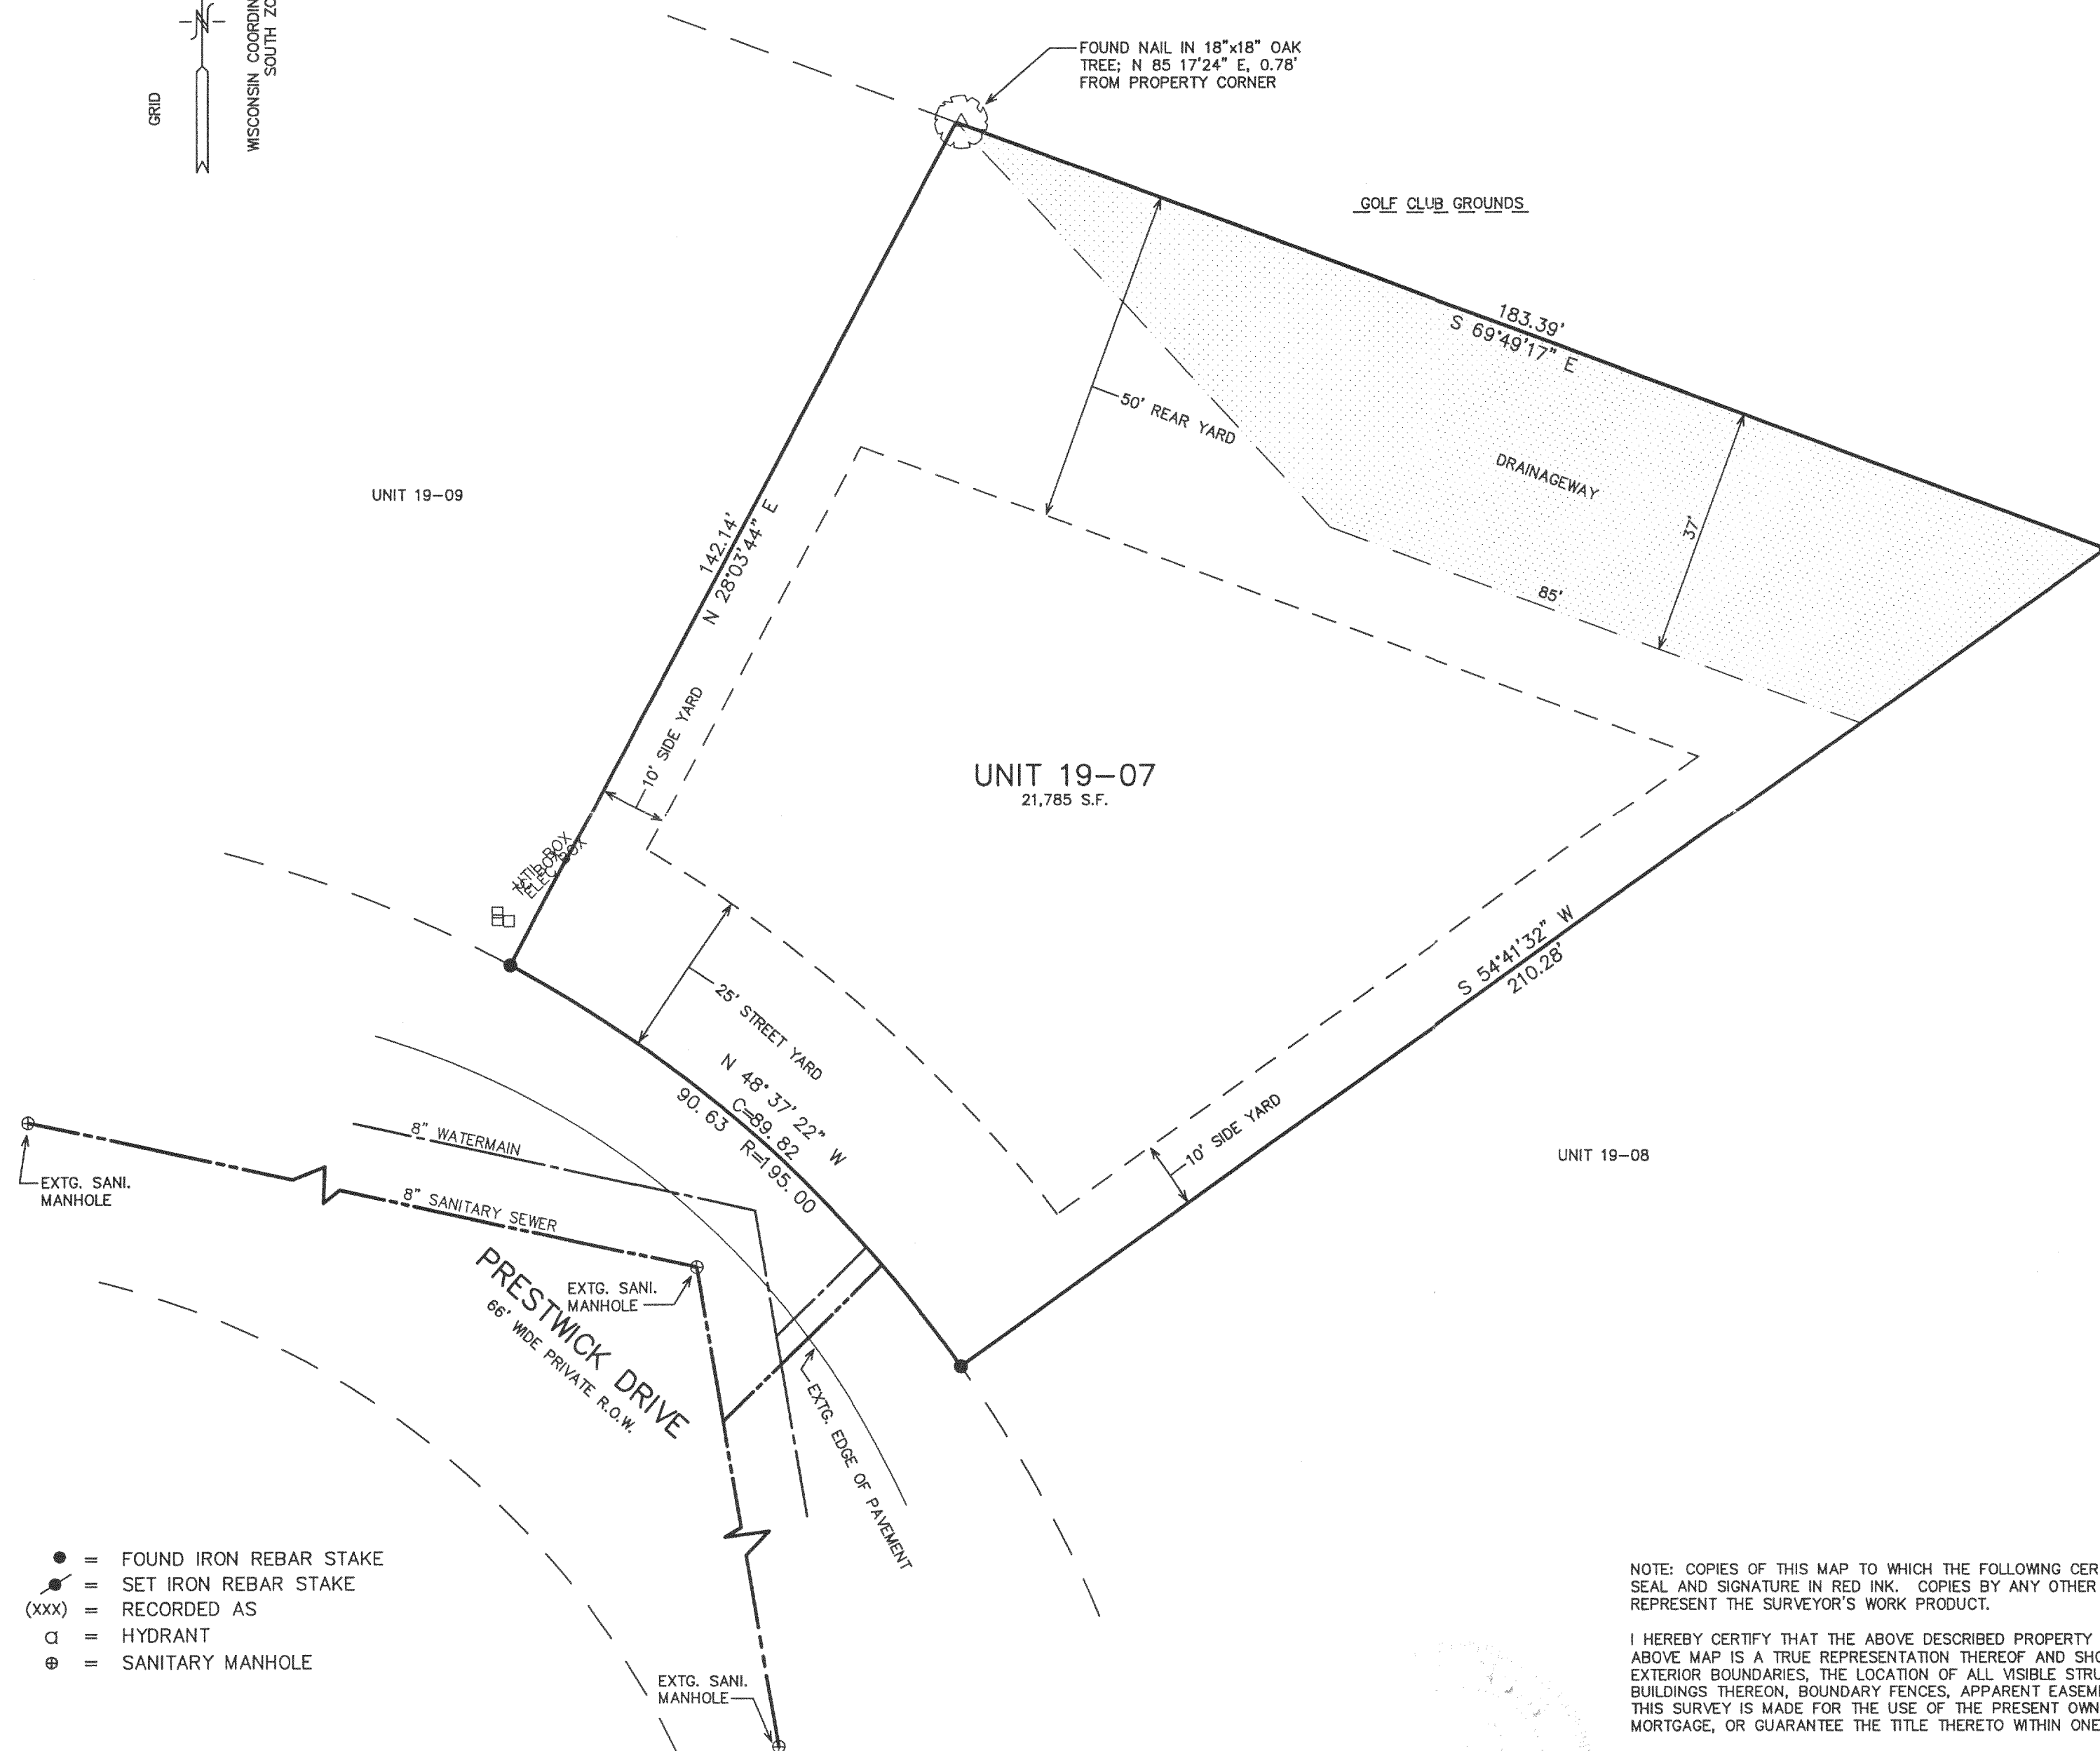 N
GRID
WISCONSIN COORDIN
SOUTH ZO
FOUND NAIL IN 18"x18" OAK
TREE; N 85 17'24" E, 0.78'
FROM PROPERTY CORNER
GOLF CLUB GROUNDS
183.39'
S 69°49'17" E
50' REAR YARD
DRAINAGEWAY
37'
85'
UNIT 19-09
142.14'
N 28°03'44" E
10' SIDE YARD
UNIT 19-07
21,785 S.F.
BOX
ELEC BOX
S 54°41'32" W
210.28'
25' STREET YARD
N 48°37'22" W
C=89.82
90.63 R=195.00
10' SIDE YARD
UNIT 19-08
8" WATERMAIN
EXTG. SANI.
MANHOLE
8" SANITARY SEWER
EXTG. SANI.
MANHOLE
PRESTWICK DRIVE
66' WIDE PRIVATE R.O.W.
EXTG. EDGE OF PAVEMENT
● = FOUND IRON REBAR STAKE
= SET IRON REBAR STAKE
(XXX) = RECORDED AS
= HYDRANT
⊕ = SANITARY MANHOLE
EXTG. SANI.
MANHOLE
NOTE: COPIES OF THIS MAP TO WHICH THE FOLLOWING CER
SEAL AND SIGNATURE IN RED INK. COPIES BY ANY OTHER
REPRESENT THE SURVEYOR'S WORK PRODUCT.
I HEREBY CERTIFY THAT THE ABOVE DESCRIBED PROPERTY
ABOVE MAP IS A TRUE REPRESENTATION THEREOF AND SHO
EXTERIOR BOUNDARIES, THE LOCATION OF ALL VISIBLE STRU
BUILDINGS THEREON, BOUNDARY FENCES, APPARENT EASEM
THIS SURVEY IS MADE FOR THE USE OF THE PRESENT OWN
MORTGAGE, OR GUARANTEE THE TITLE THERETO WITHIN ONE